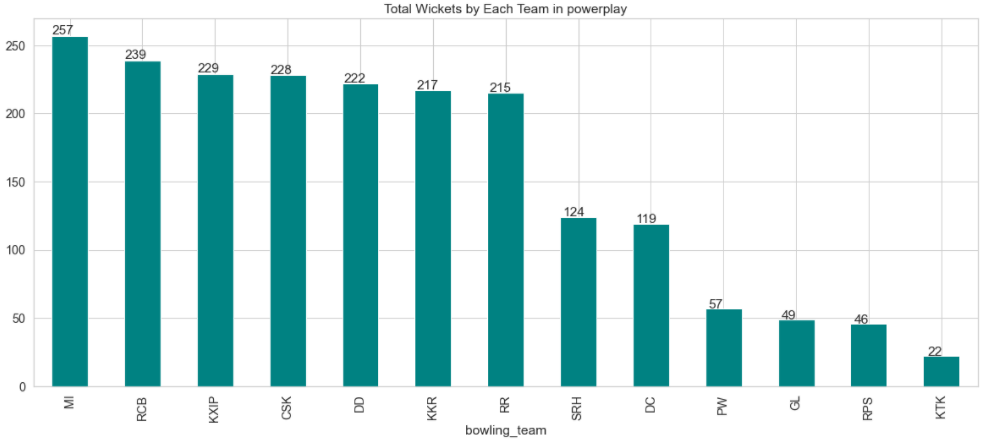 Total Wickets by Each Team in powerplay
250
200
150
100
50
0
257
239
229
228
222
217
215
124
119
57
49
46
22
MI
RCB
KXIP
CSK
DD
KKR
RR
SRH
DC
PW
GL
RPS
KTK
bowling_team